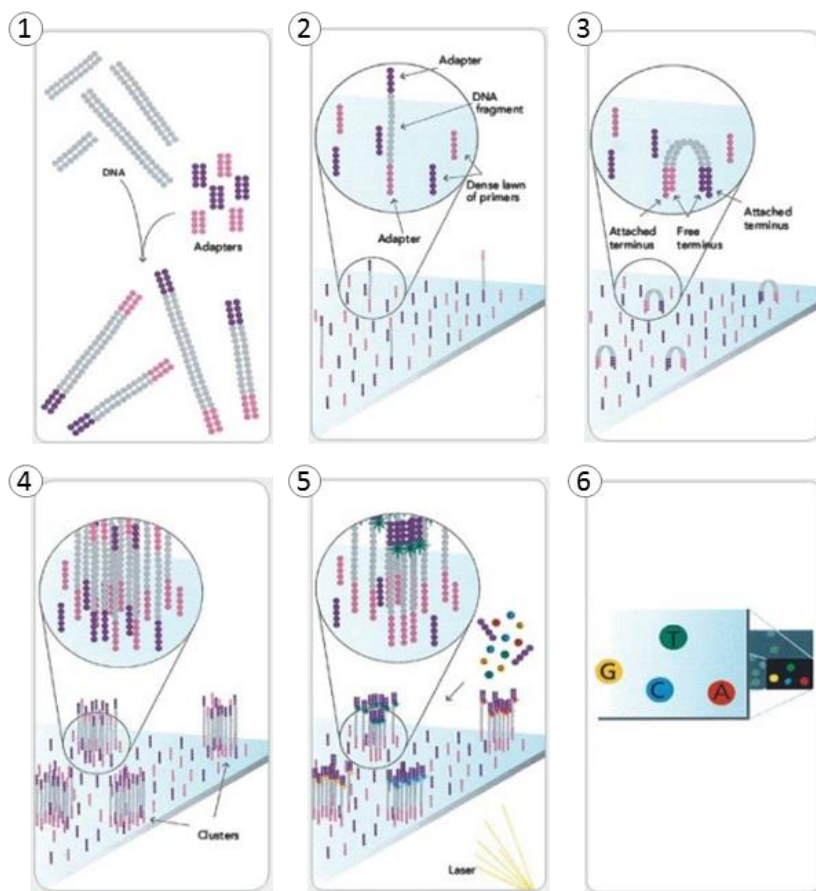 1
DNA
Adapters
2
Adapter
DNA
fragment
Dense lawn
of primers
Adapter
3
Attached
terminus
Free
terminus
Attached
terminus
4
Clusters
5
Laser
6
T
G
C
A